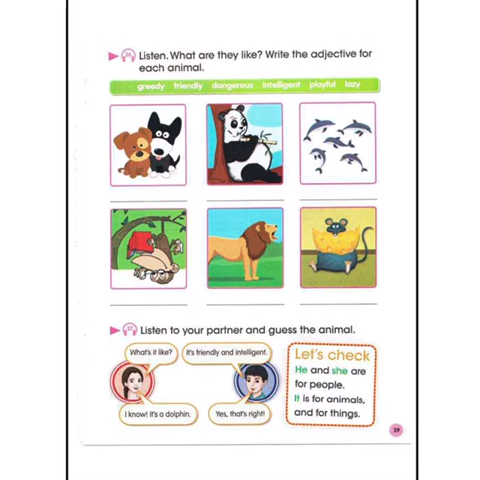 26
Listen. What are they like? Write the adjective for
each animal.
greedy friendly dangerous intelligent playful lazy
27
Listen to your partner and guess the animal.
What's it like?
It's friendly and intelligent.
I know! It's a dolphin.
Yes, that's right!
Let's check
He and she are
for people.
It is for animals,
and for things.
29